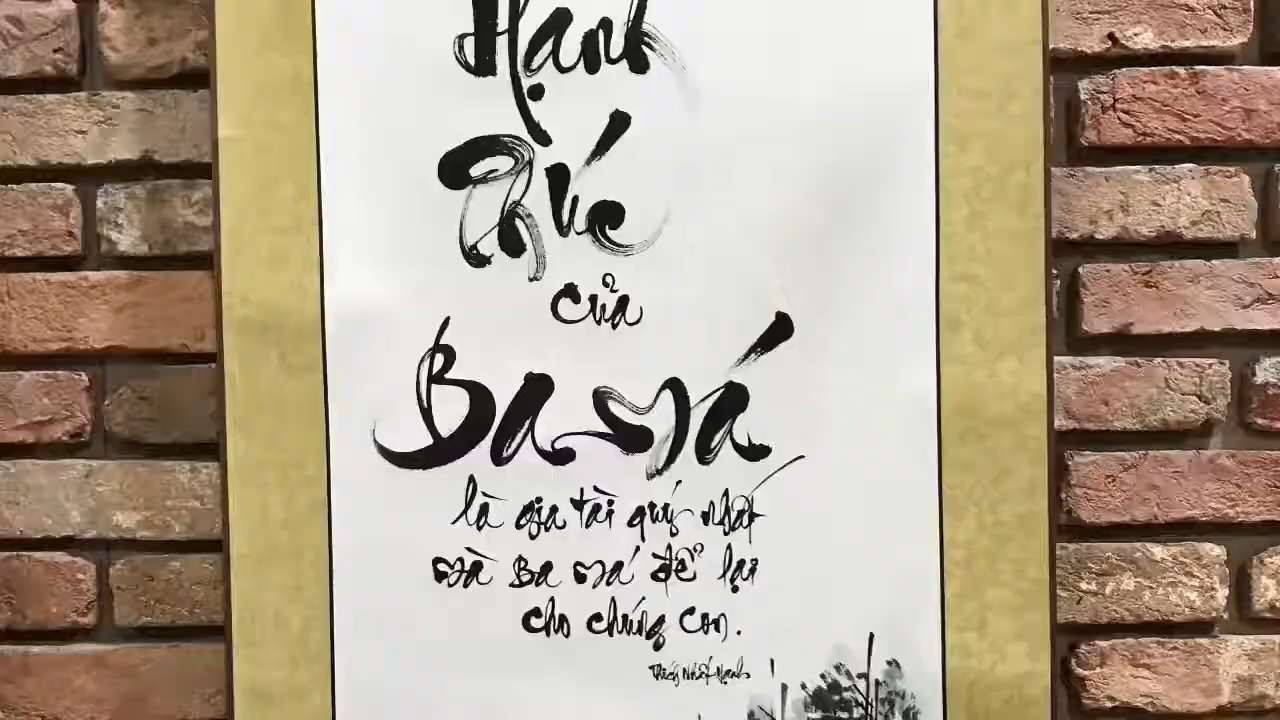 Hạnh
Phúc
của
Ba má
là gia tài quý nhất
mà Ba má để lại
cho chúng con.
Thích Nhất Hạnh